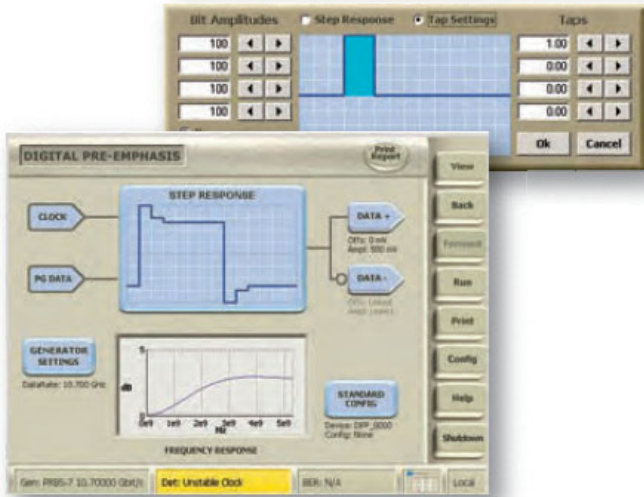 Bit Amplitudes
Step Response
Tap Settings
Taps
100
1.00
100
0.00
100
0.00
100
0.00
Ok
Cancel
DIGITAL PRE-EMPHASIS
Print Report
View
STEP RESPONSE
CLOCK
DATA +
Back
Offs: 0 mV
Ampl: 500 mV
Forward
PG DATA
DATA-
Run
Offs: Linked
Print
GENERATOR
SETTINGS
5
Config
DataRate: 10.700 GHz
dB
STANDARD
CONFIG
Help
0
0e9 1e9 2e9 3e9 4e9 5e9
Hz
Device: DPP_8000
Config: None
FREQUENCY RESPONSE
Shutdown
Gen: PRBS-7 10.70000 Gbit/s
Det: Unstable Clock
BER: N/A
Local